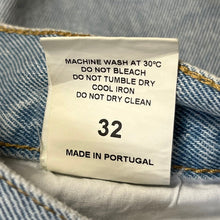 MACHINE WASH AT 30ºC
DO NOT BLEACH
DO NOT TUMBLE DRY
COOL IRON
DO NOT DRY CLEAN
32
MADE IN PORTUGAL